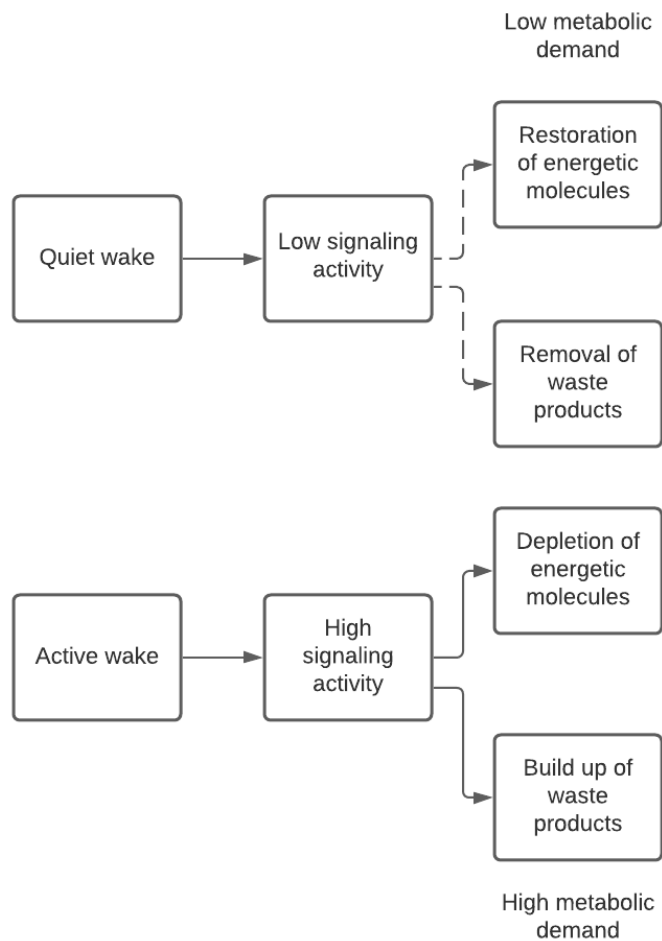 Low metabolic
demand
Restoration
of energetic
molecules
Quiet wake
Low signaling
activity
Removal of
waste
products
Depletion of
energetic
molecules
Active wake
High
signaling
activity
Build up of
waste
products
High metabolic
demand